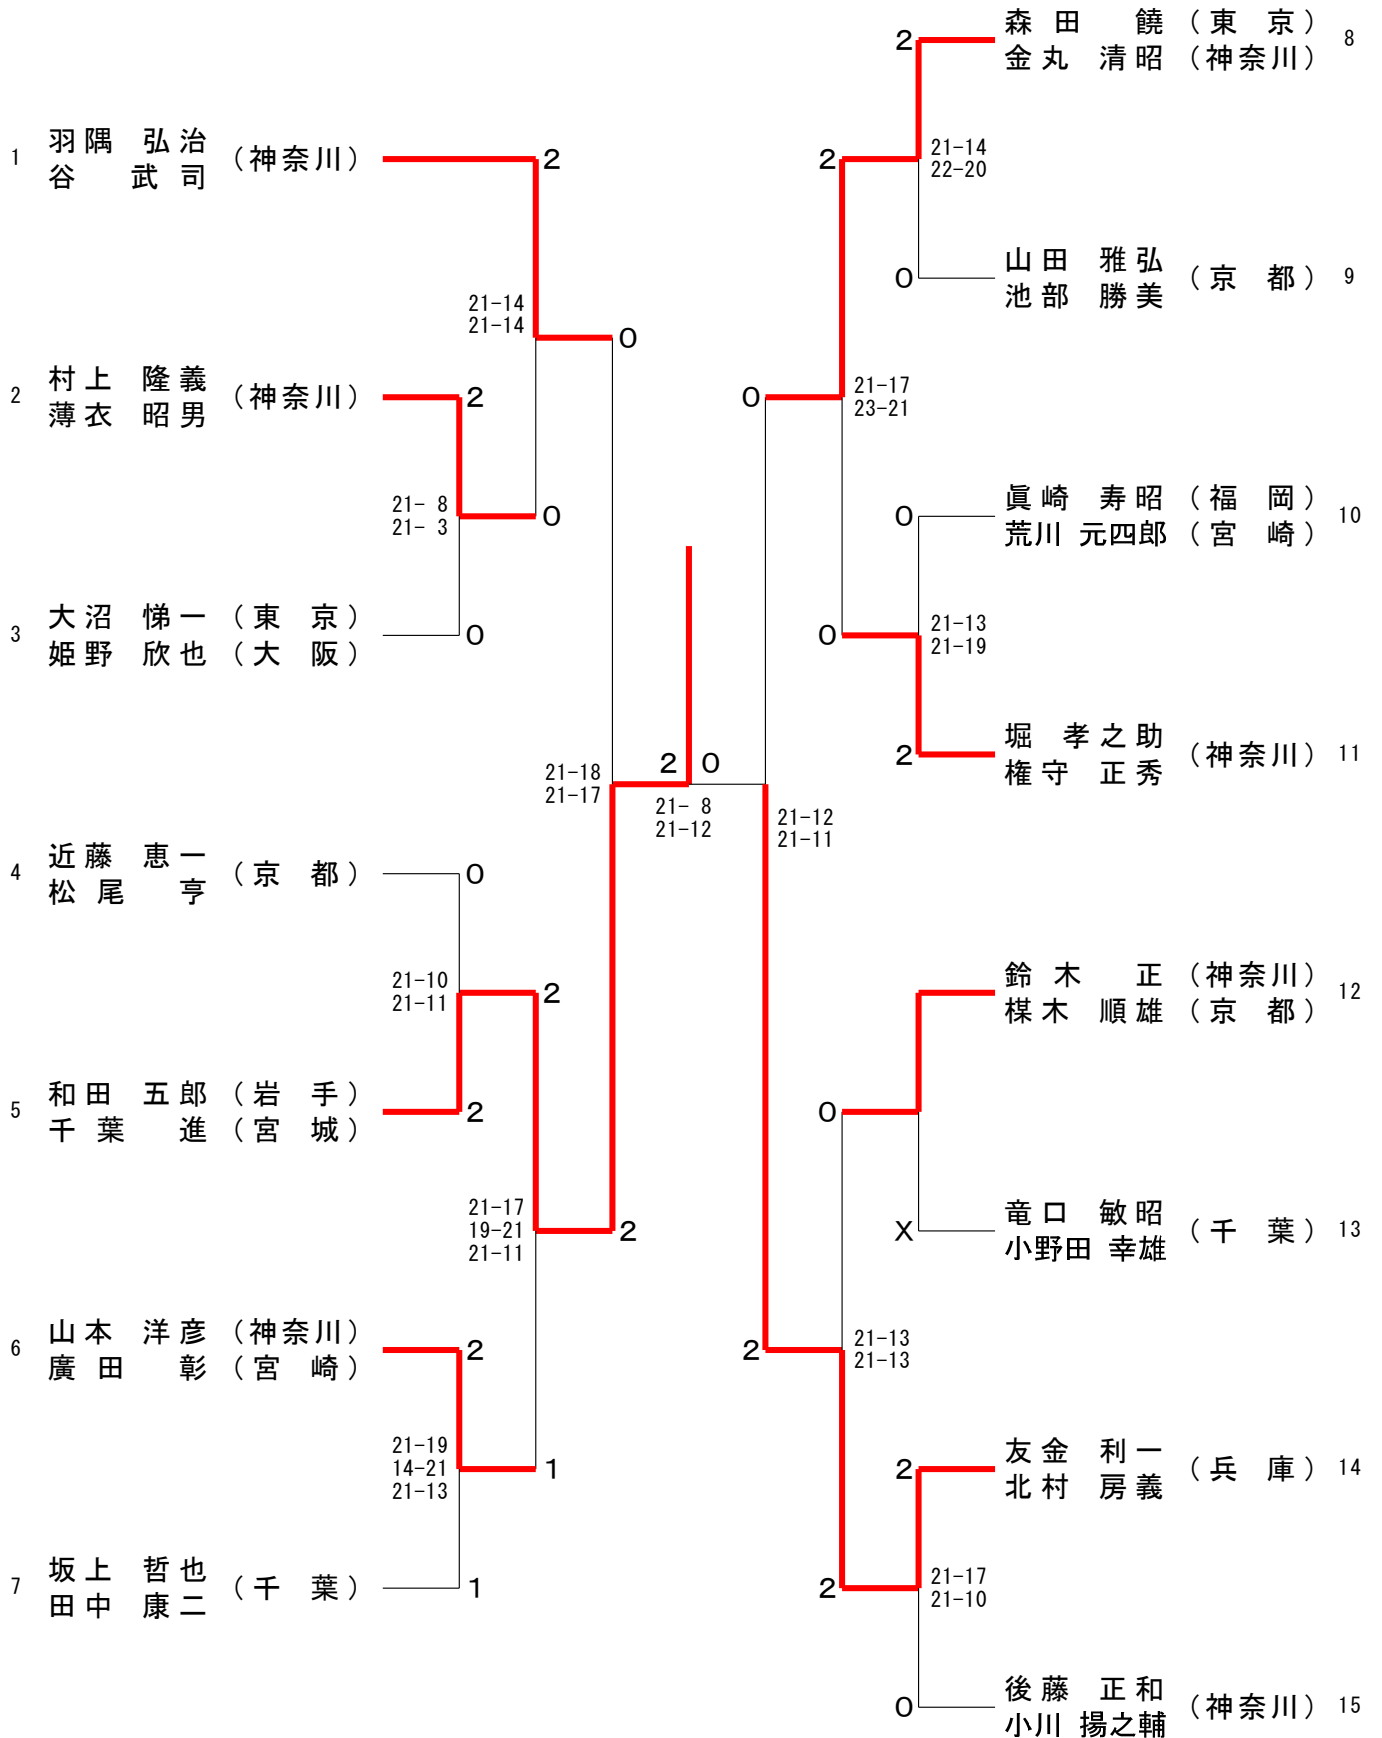 1 羽隅 弘治 (神奈川)
谷 武司
2
21-14
21-14
0
2 村上 隆義 (神奈川)
薄衣 昭男
2
21- 8
21- 3
0
3 大沼 悌一 (東 京)
姫野 欣也 (大 阪)
0
21-18
21-17
2 0
21- 8
21-12
4 近藤 恵一 (京 都)
松尾 亨
0
21-10
21-11
2
5 和田 五郎 (岩 手)
千葉 進 (宮 城)
2
21-17
19-21
21-11
2
6 山本 洋彦 (神奈川)
廣田 彰 (宮 崎)
2
21-19
14-21
21-13
1
7 坂上 哲也 (千 葉)
田中 康二
1
2
森田 饒 (東 京) 8
金丸 清昭 (神奈川)
2
21-14
22-20
0
山田 雅弘 (京 都) 9
池部 勝美
0
21-17
23-21
0
眞崎 寿昭 (福 岡) 10
荒川 元四郎 (宮 崎)
0
21-13
21-19
2
堀 孝之助 (神奈川) 11
権守 正秀
21-12
21-11
鈴木 正 (神奈川) 12
楳木 順雄 (京 都)
0
X
竜口 敏昭 (千 葉) 13
小野田 幸雄
2
21-13
21-13
2
友金 利一 (兵 庫) 14
北村 房義
2
21-17
21-10
0
後藤 正和 (神奈川) 15
小川 揚之輔